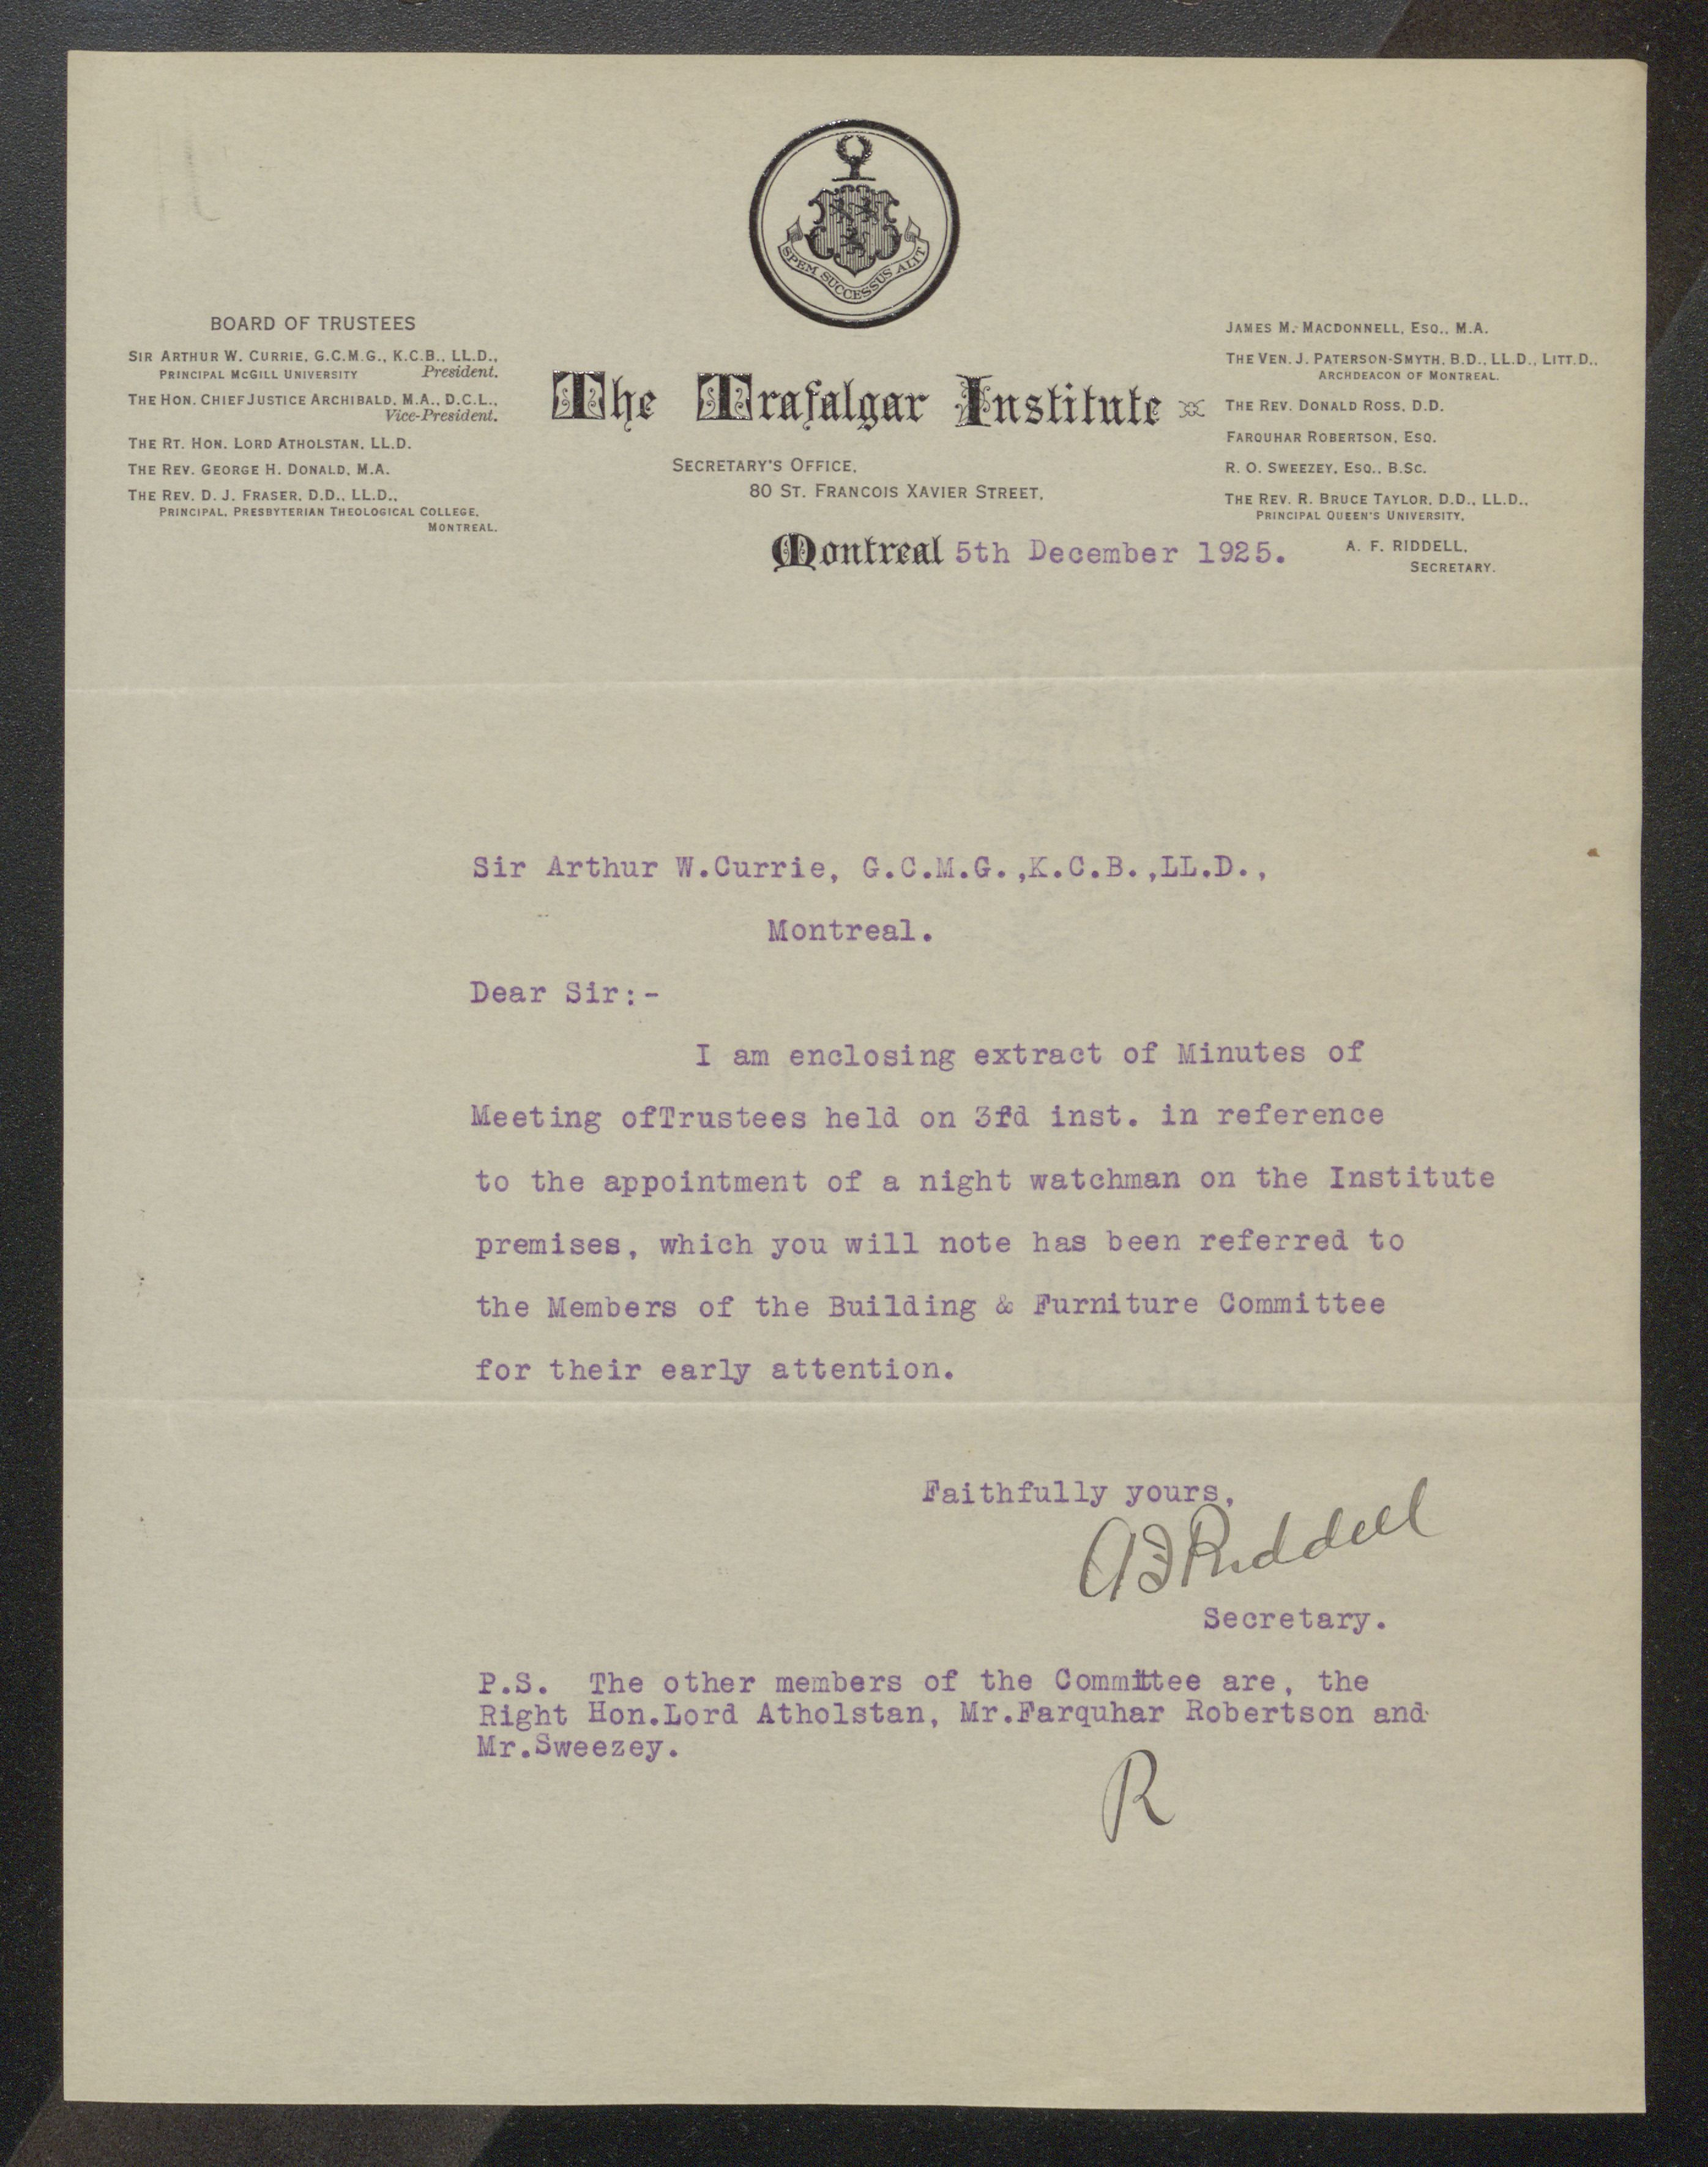 SPEM SUCCESSUS ALIT
BOARD OF TRUSTEES
SIR ARTHUR W. CURRIE, G.C.M.G., K.C.B., LL.D.,
PRINCIPAL MCGILL UNIVERSITY President.
THE HON. CHIEF JUSTICE ARCHIBALD, M.A., D.C.L.,
Vice-President.
THE RT. HON. LORD ATHOLSTAN, LL.D.
THE REV. GEORGE H. DONALD, M.A.
THE REV. D. J. FRASER, D.D., LL.D.,
PRINCIPAL, PRESBYTERIAN THEOLOGICAL COLLEGE,
MONTREAL.
The Trafalgar Institute
SECRETARY'S OFFICE,
80 ST. FRANCOIS XAVIER STREET,
Montreal 5th December 1925.
JAMES M. MACDONNELL, ESQ., M.A.
THE VEN. J. PATERSON-SMYTH, B.D., LL.D., LITT.D.,
ARCHDEACON OF MONTREAL.
THE REV. DONALD ROSS, D.D.
FARQUHAR ROBERTSON, ESQ.
R. O. SWEEZEY, ESQ., B.SC.
THE REV. R. BRUCE TAYLOR, D.D., LL.D.,
PRINCIPAL QUEEN'S UNIVERSITY,
A. F. RIDDELL,
SECRETARY.
Sir Arthur W.Currie, G.C.M.G.,K.C.B.,LL.D.,
Montreal.
Dear Sir:-
I am enclosing extract of Minutes of
Meeting ofTrustees held on 3rd inst. in reference
to the appointment of a night watchman on the Institute
premises, which you will note has been referred to
the Members of the Building & Furniture Committee
for their early attention.
Faithfully yours,
AFRiddell
Secretary.
P.S. The other members of the Committee are, the
Right Hon.Lord Atholstan, Mr.Farquhar Robertson and
Mr.Sweezey.
R